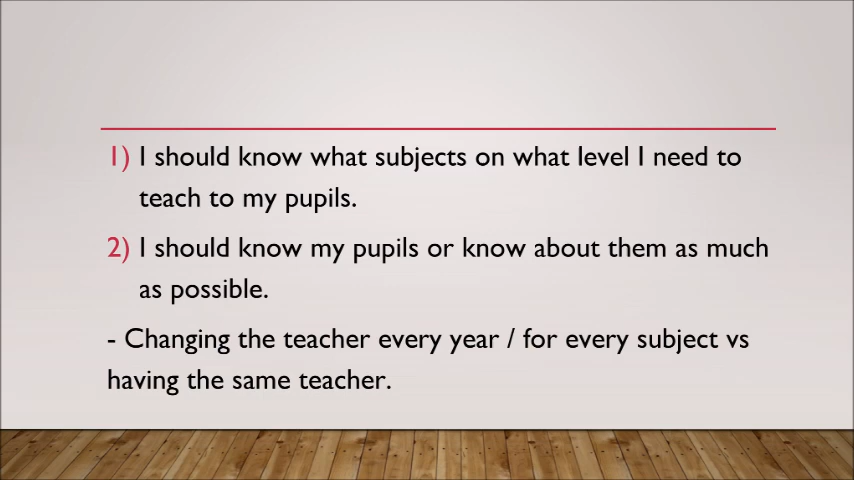 1) I should know what subjects on what level I need to
teach to my pupils.
2) I should know my pupils or know about them as much
as possible.
- Changing the teacher every year / for every subject vs
having the same teacher.